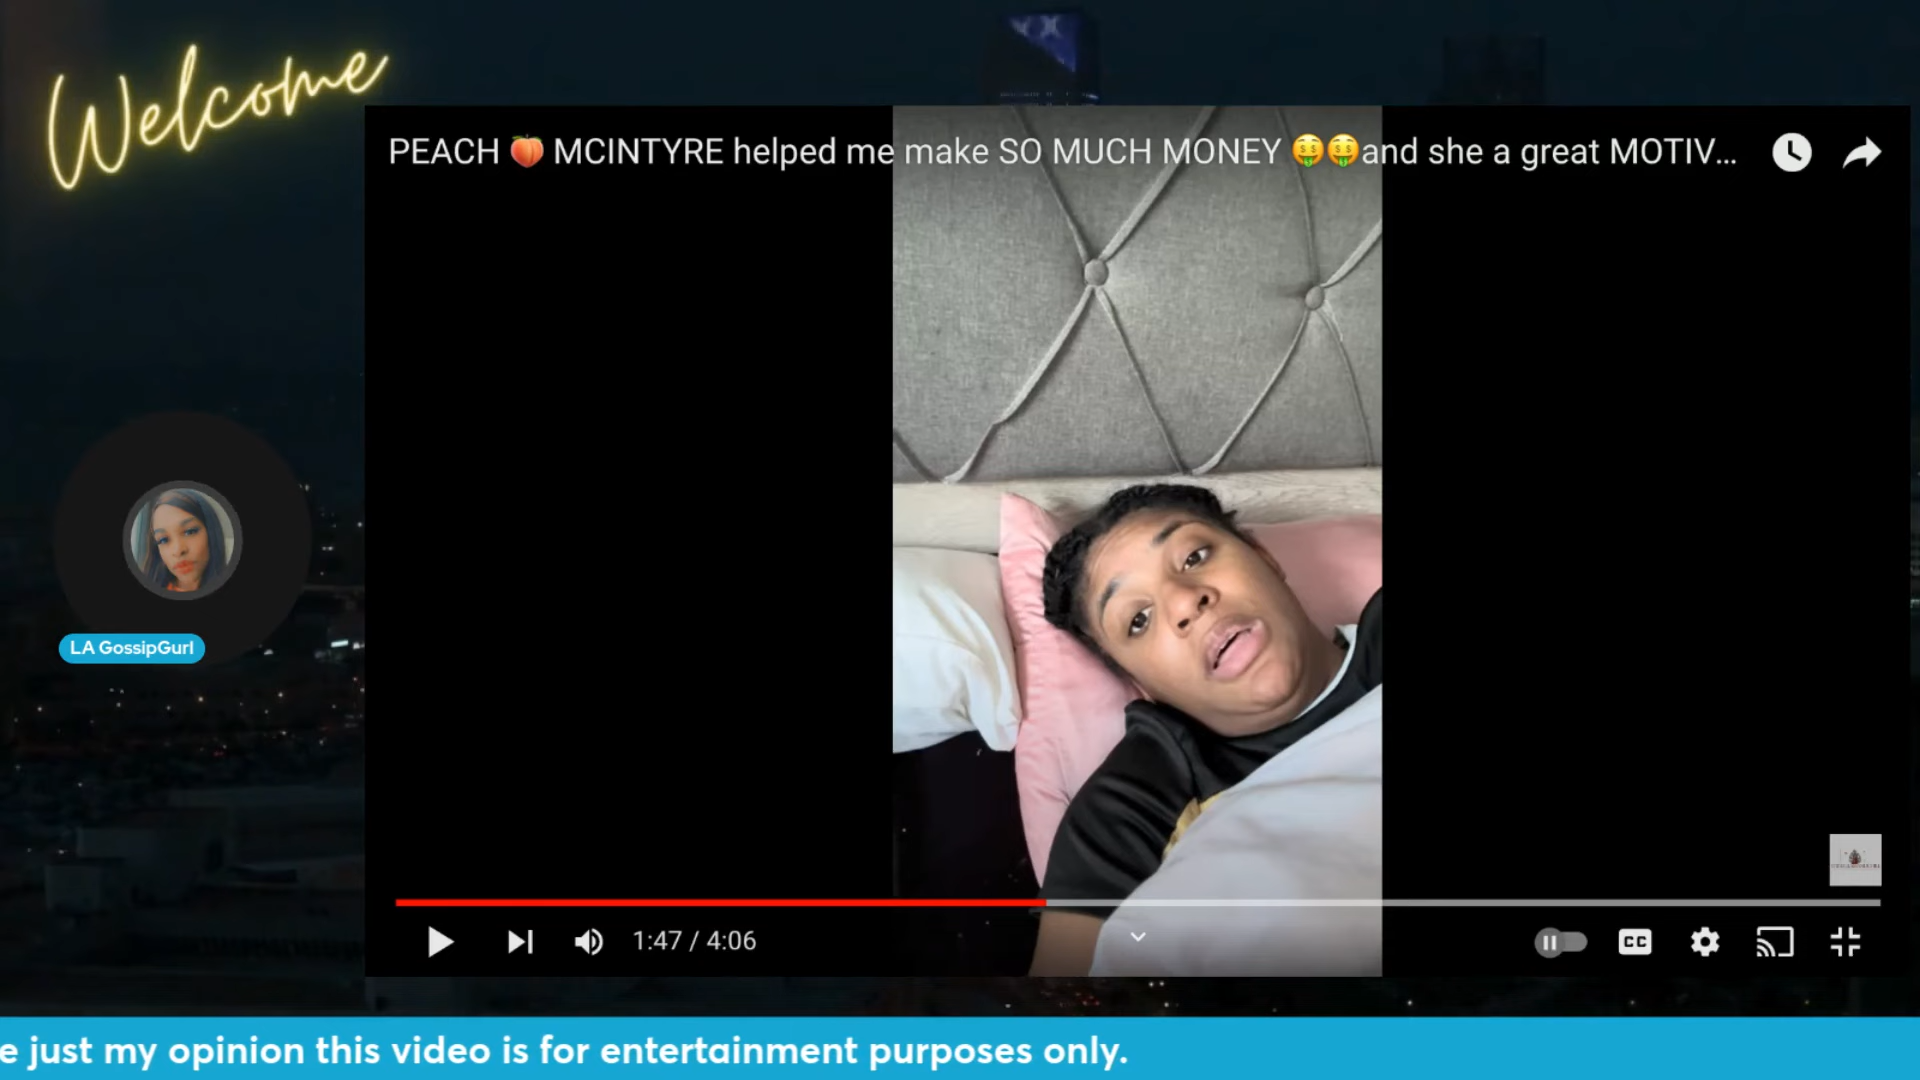 Welcome
PEACH 🍑 MCINTYRE helped me make SO MUCH MONEY 🤑🤑and she a great MOTIV...
LA GossipGurl
1:47 / 4:06
CC
e just my opinion this video is for entertainment purposes only.